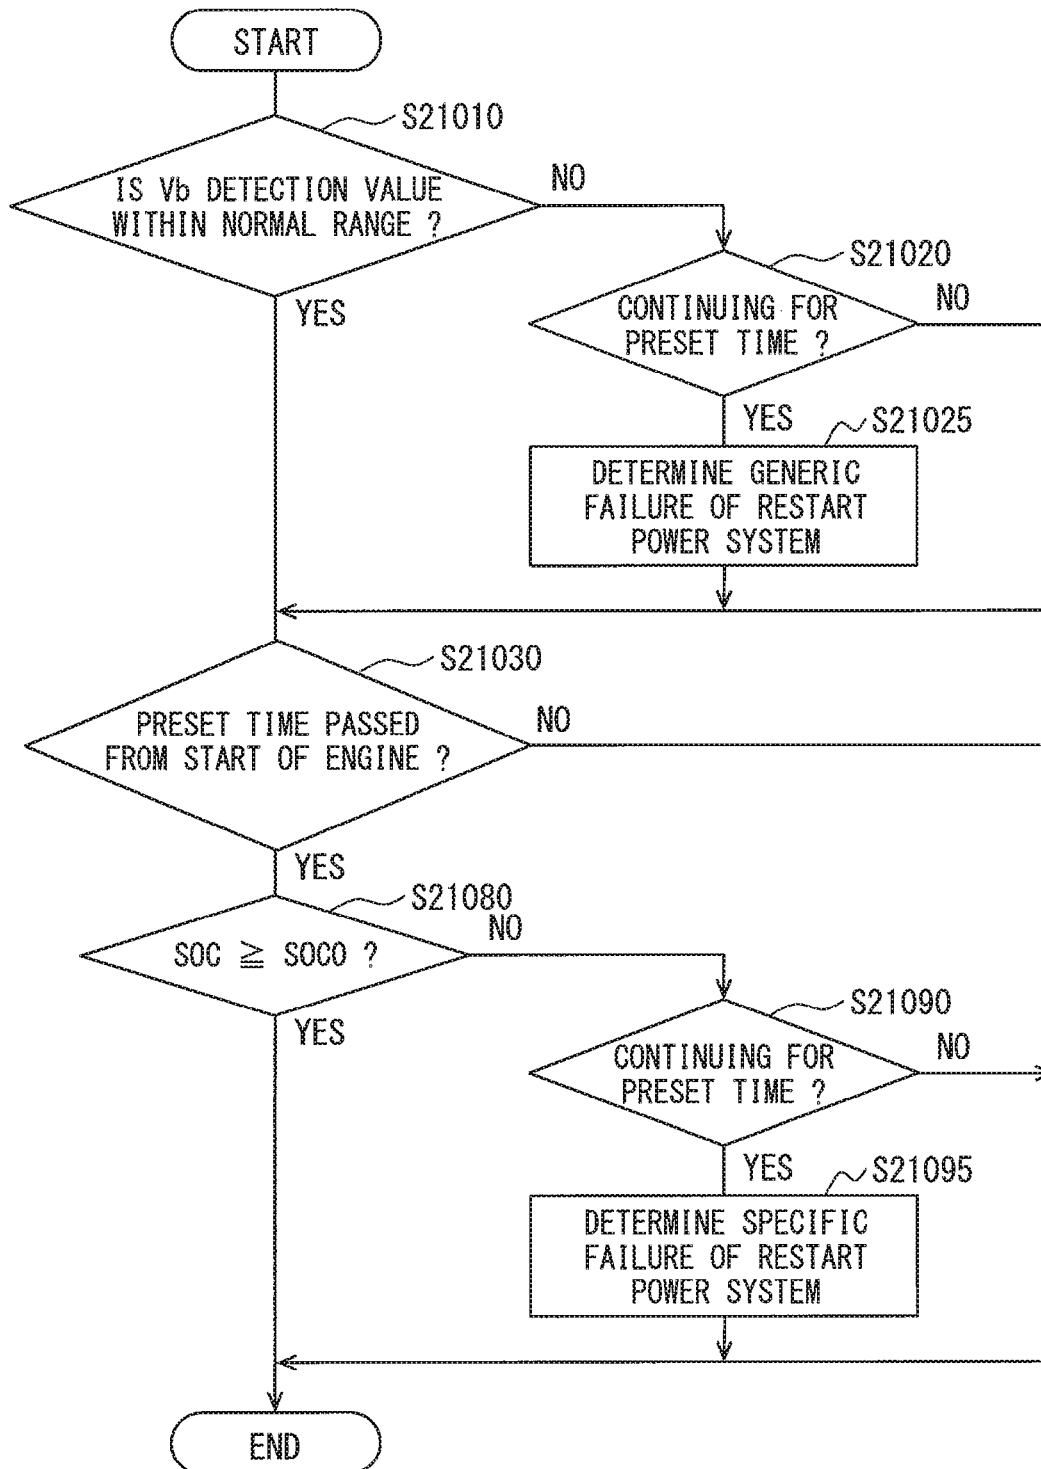 START
S21010
IS Vb DETECTION VALUE
WITHIN NORMAL RANGE ?
NO
YES
S21020
CONTINUING FOR
PRESET TIME ?
NO
YES
S21025
DETERMINE GENERIC
FAILURE OF RESTART
POWER SYSTEM
S21030
PRESET TIME PASSED
FROM START OF ENGINE ?
NO
YES
S21080
SOC ≧ SOC0 ?
NO
YES
S21090
CONTINUING FOR
PRESET TIME ?
NO
YES
S21095
DETERMINE SPECIFIC
FAILURE OF RESTART
POWER SYSTEM
END